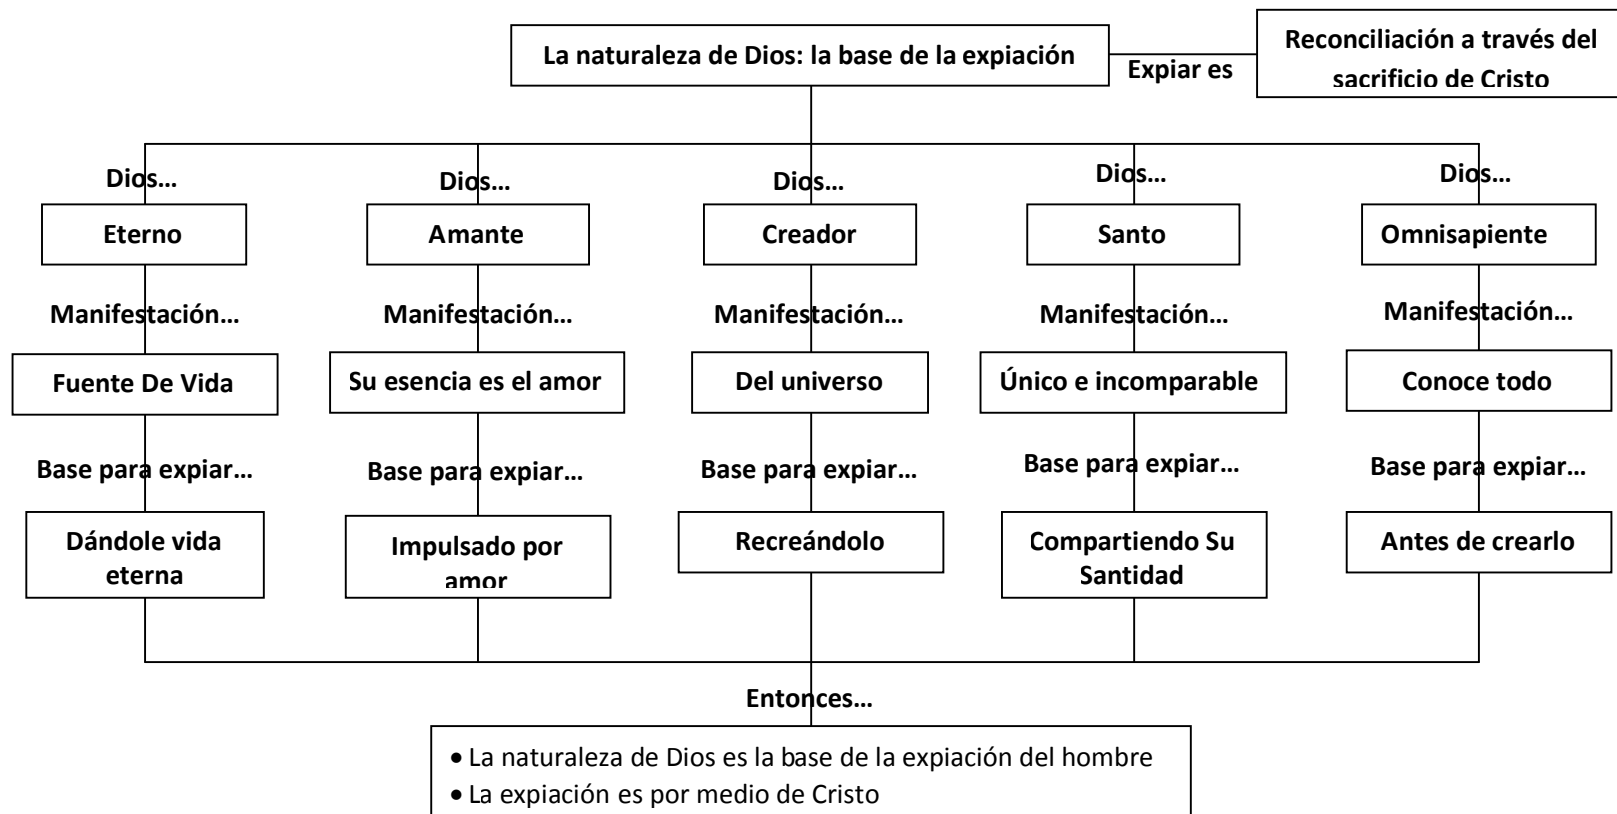 La naturaleza de Dios: la base de la expiación
Expiar es
Reconciliación a través del
sacrificio de Cristo
Dios...
Dios...
Dios...
Dios...
Dios...
Eterno
Amante
Creador
Santo
Omnisapiente
Manifestación...
Manifestación...
Manifestación...
Manifestación...
Manifestación...
Fuente De Vida
Su esencia es el amor
Del universo
Único e incomparable
Conoce todo
Base para expiar...
Base para expiar...
Base para expiar...
Base para expiar...
Base para expiar...
Dándole vida
eterna
Impulsado por
amor
Recreándolo
Compartiendo Su
Santidad
Antes de crearlo
Entonces...
• La naturaleza de Dios es la base de la expiación del hombre
• La expiación es por medio de Cristo